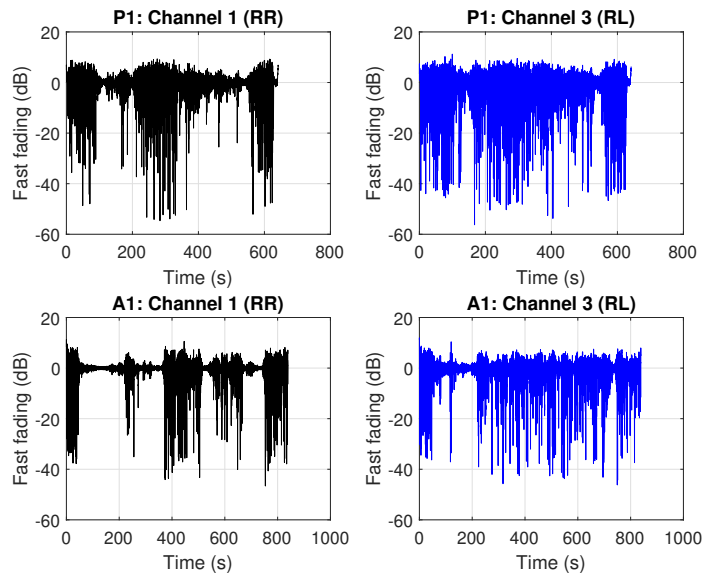 P1: Channel 1 (RR)
20
0
-20
-40
-60
Fast fading (dB)
0 200 400 600 800
Time (s)
P1: Channel 3 (RL)
20
0
-20
-40
-60
Fast fading (dB)
0 200 400 600 800
Time (s)
A1: Channel 1 (RR)
20
0
-20
-40
-60
Fast fading (dB)
0 200 400 600 800 1000
Time (s)
A1: Channel 3 (RL)
20
0
-20
-40
-60
Fast fading (dB)
0 200 400 600 800 1000
Time (s)